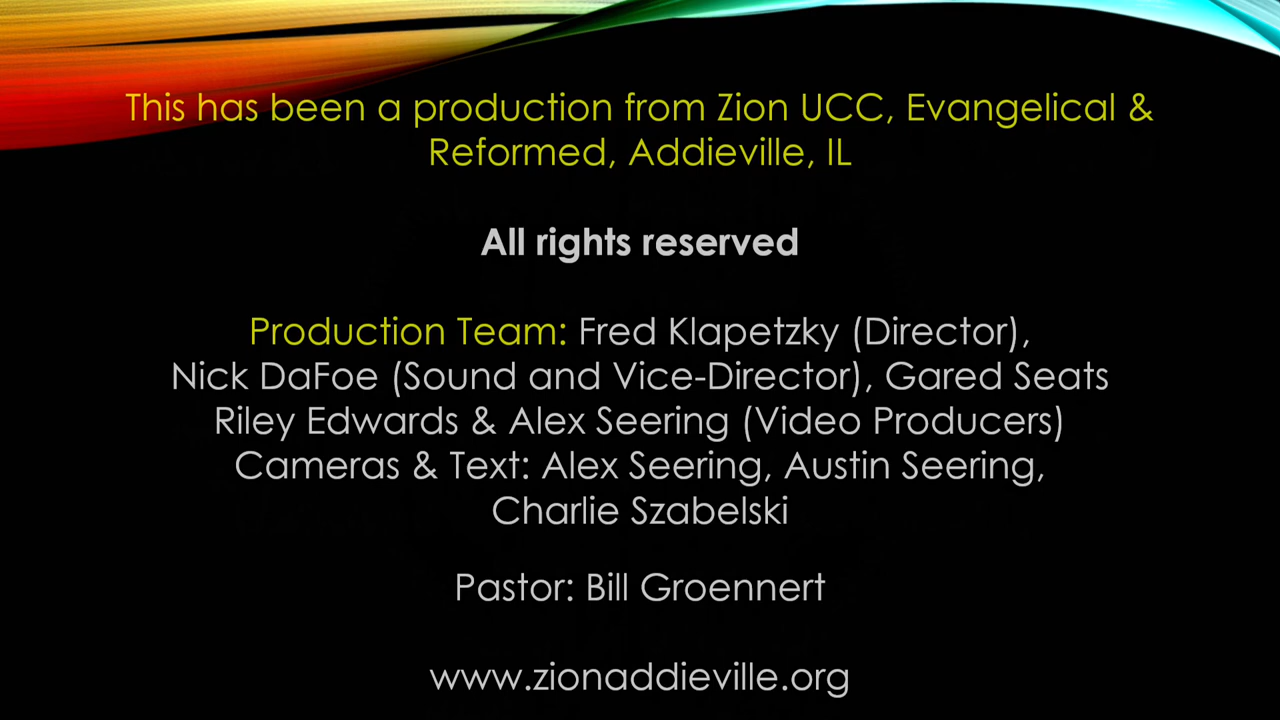 This has been a production from Zion UCC, Evangelical &
Reformed, Addieville, IL
All rights reserved
Production Team: Fred Klapetzky (Director),
Nick DaFoe (Sound and Vice-Director), Gared Seats
Riley Edwards & Alex Seering (Video Producers)
Cameras & Text: Alex Seering, Austin Seering,
Charlie Szabelski
Pastor: Bill Groennert
www.zionaddieville.org